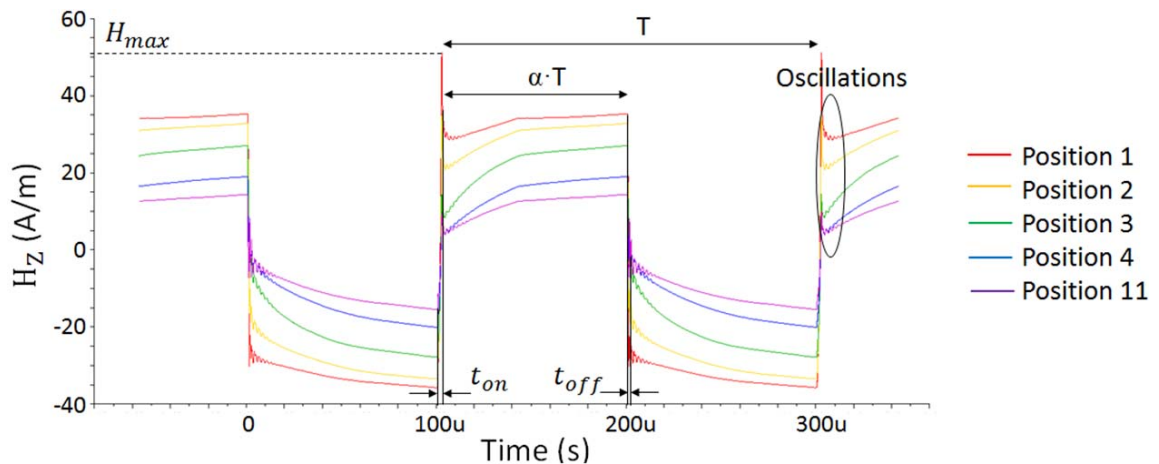 60
H_max
T
40
α·T
Oscillations
20
H_Z (A/m)
0
-20
-40
t_on
t_off
0
100u
200u
300u
Time (s)
Position 1
Position 2
Position 3
Position 4
Position 11